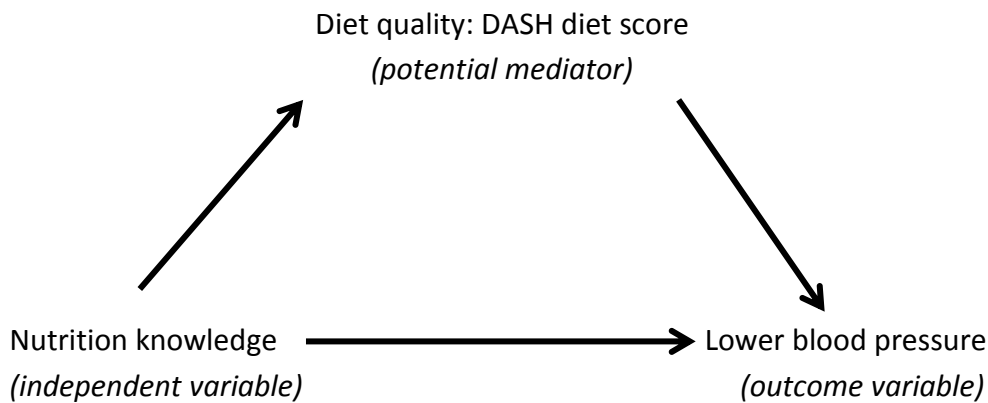 Diet quality: DASH diet score
(potential mediator)
Nutrition knowledge
(independent variable)
Lower blood pressure
(outcome variable)